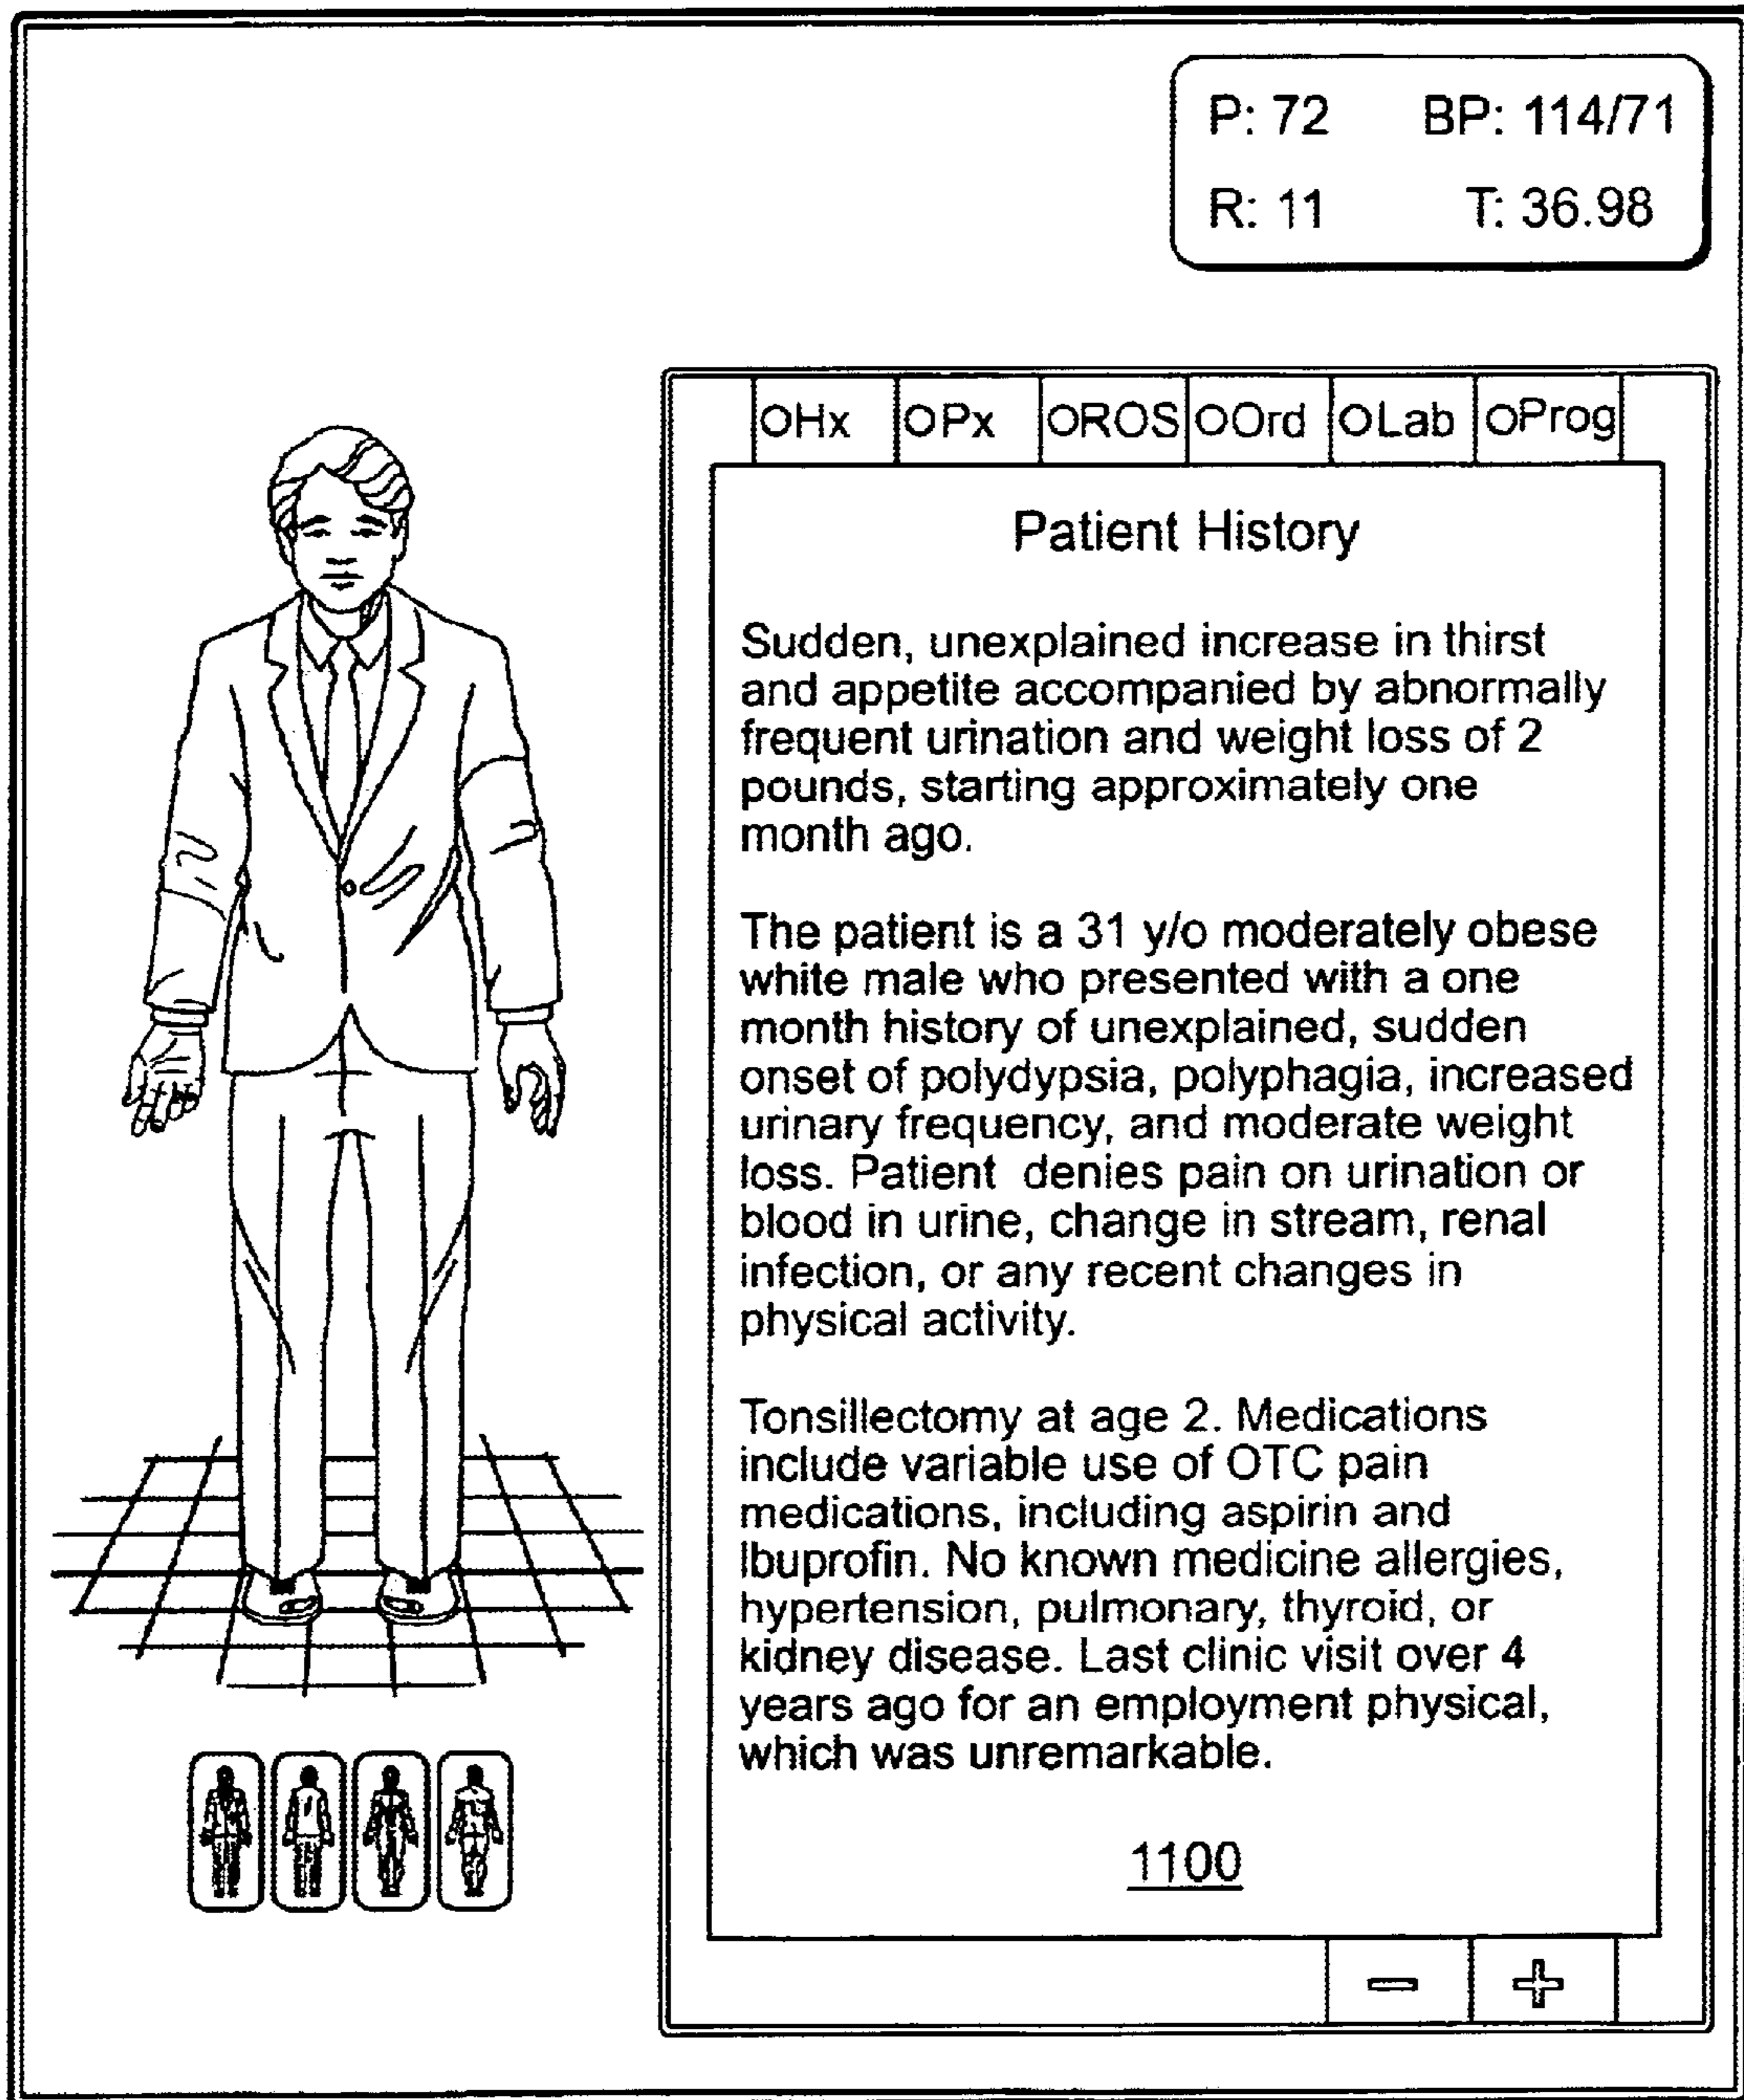 P: 72 BP: 114/71
R: 11 T: 36.98
Hx Px ROS Ord Lab Prog
Patient History
Sudden, unexplained increase in thirst
and appetite accompanied by abnormally
frequent urination and weight loss of 2
pounds, starting approximately one
month ago.
The patient is a 31 y/o moderately obese
white male who presented with a one
month history of unexplained, sudden
onset of polydypsia, polyphagia, increased
urinary frequency, and moderate weight
loss. Patient denies pain on urination or
blood in urine, change in stream, renal
infection, or any recent changes in
physical activity.
Tonsillectomy at age 2. Medications
include variable use of OTC pain
medications, including aspirin and
Ibuprofin. No known medicine allergies,
hypertension, pulmonary, thyroid, or
kidney disease. Last clinic visit over 4
years ago for an employment physical,
which was unremarkable.
1100
− +